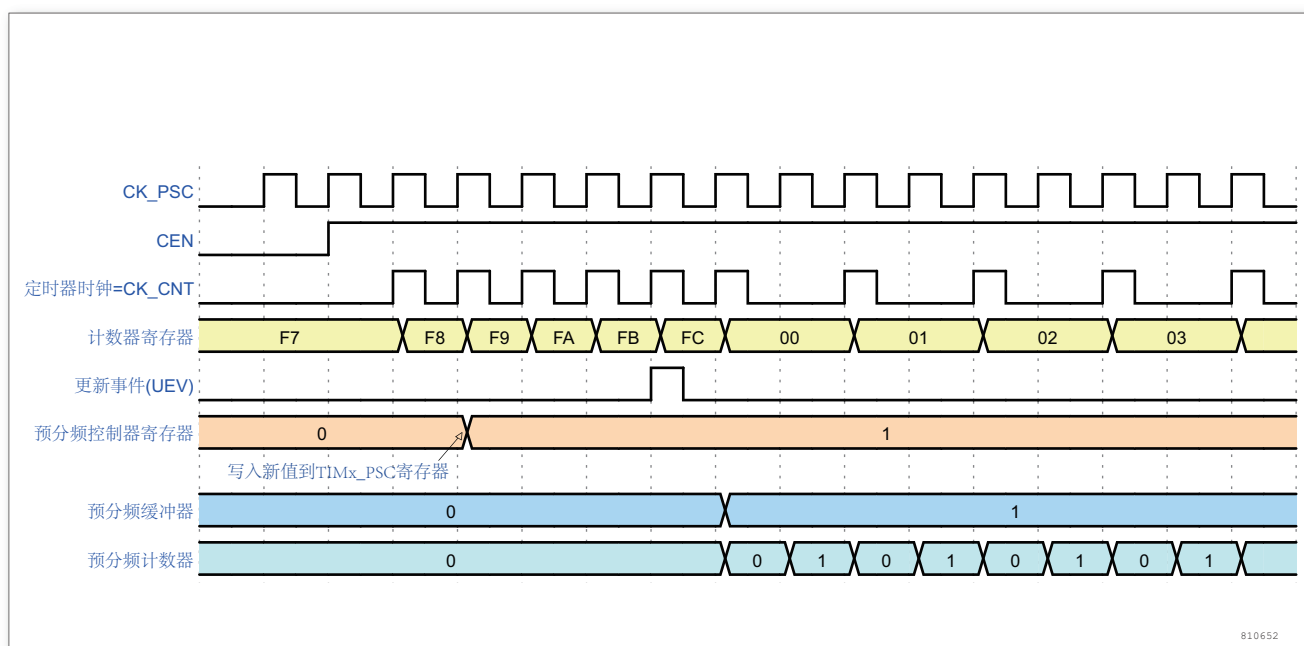 CK_PSC
CEN
定时器时钟=CK_CNT
计数器寄存器 F7 F8 F9 FA FB FC 00 01 02 03
更新事件(UEV)
预分频控制器寄存器 0 1
写入新值到TIMx_PSC寄存器
预分频缓冲器 0 1
预分频计数器 0 0 1 0 1 0 1 0 1
810652